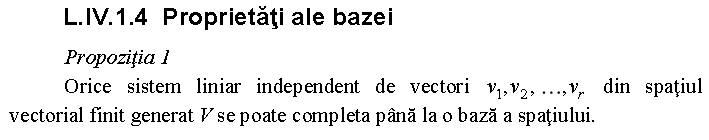 L.IV.1.4 Proprietăţi ale bazei
Propoziţia 1
Orice sistem liniar independent de vectori v₁, v₂, …, vᵣ din spaţiul
vectorial finit generat V se poate completa până la o bază a spaţiului.